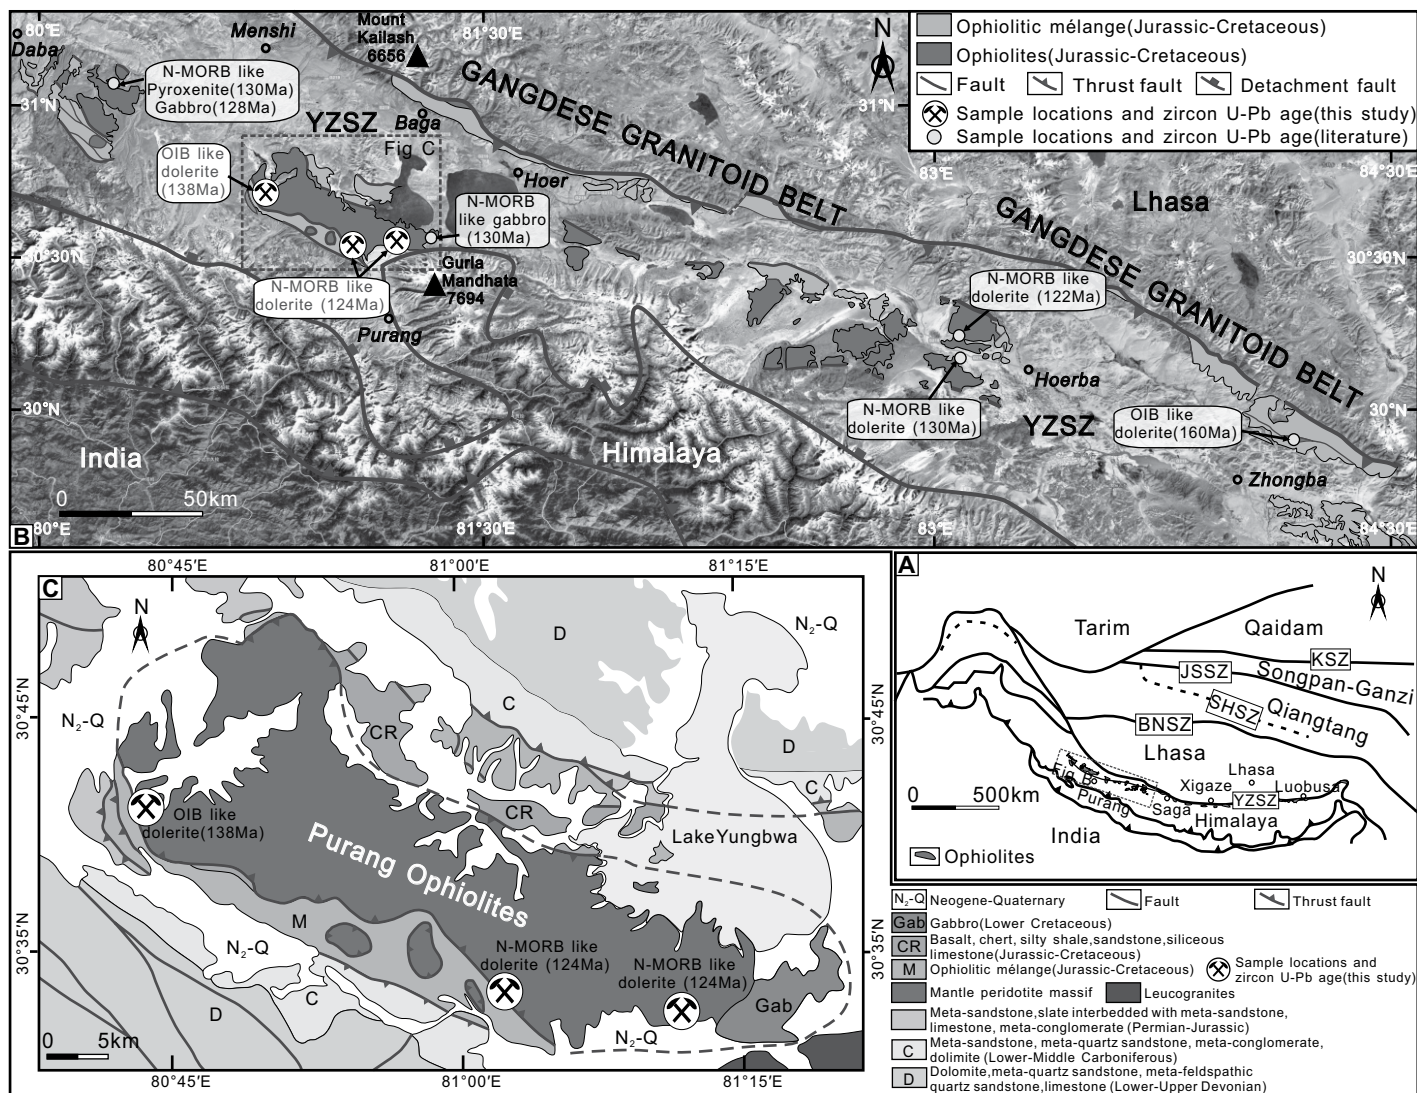 80°E
Daba
Menshi
Mount
Kailash
6656
81°30′E
N
Ophiolitic mélange(Jurassic-Cretaceous)
Ophiolites(Jurassic-Cretaceous)
Fault
Thrust fault
Detachment fault
Sample locations and zircon U-Pb age(this study)
Sample locations and zircon U-Pb age(literature)
N-MORB like
Pyroxenite(130Ma)
Gabbro(128Ma)
31°N
31°N
GANGDESE GRANITOID BELT
YZSZ
Baga
Fig C
OIB like
dolerite
(138Ma)
Hoer
N-MORB
like gabbro
(130Ma)
83°E
84°30′E
Lhasa
GANGDESE GRANITOID BELT
30°30′N
30°30′N
Gurla
Mandhata
7694
N-MORB like
dolerite (124Ma)
Purang
N-MORB like
dolerite (122Ma)
Hoerba
30°N
30°N
N-MORB like
dolerite (130Ma)
YZSZ
OIB like
dolerite(160Ma)
India
Himalaya
Zhongba
0 50km
B
80°E
81°30′E
83°E
84°30′E
80°45′E
81°00′E
81°15′E
C
N
D
N₂-Q
30°45′N
30°45′N
N₂-Q
C
CR
D
C
OIB like
dolerite(138Ma)
CR
Lake Yungbwa
Purang Ophiolites
M
N₂-Q
30°35′N
30°35′N
N-MORB like
dolerite (124Ma)
N-MORB like
dolerite (124Ma)
C
D
Gab
N₂-Q
0 5km
80°45′E
81°00′E
81°15′E
A
N
Tarim
Qaidam
KSZ
JSSZ
Songpan-Ganzi
SHSZ
Qiangtang
BNSZ
Lhasa
Lhasa
Fig B
Xigaze
Luobusa
0 500km
Purang
Saga
YZSZ
Himalaya
India
Ophiolites
N₂-Q Neogene-Quaternary
Fault
Thrust fault
Gab Gabbro(Lower Cretaceous)
CR Basalt, chert, silty shale,sandstone,siliceous
limestone(Jurassic-Cretaceous)
M Ophiolitic mélange(Jurassic-Cretaceous)
Sample locations and
zircon U-Pb age(this study)
Mantle peridotite massif
Leucogranites
Meta-sandstone,slate interbedded with meta-sandstone,
limestone, meta-conglomerate (Permian-Jurassic)
C Meta-sandstone, meta-quartz sandstone, meta-conglomerate,
dolimite (Lower-Middle Carboniferous)
D Dolomite,meta-quartz sandstone, meta-feldspathic
quartz sandstone,limestone (Lower-Upper Devonian)